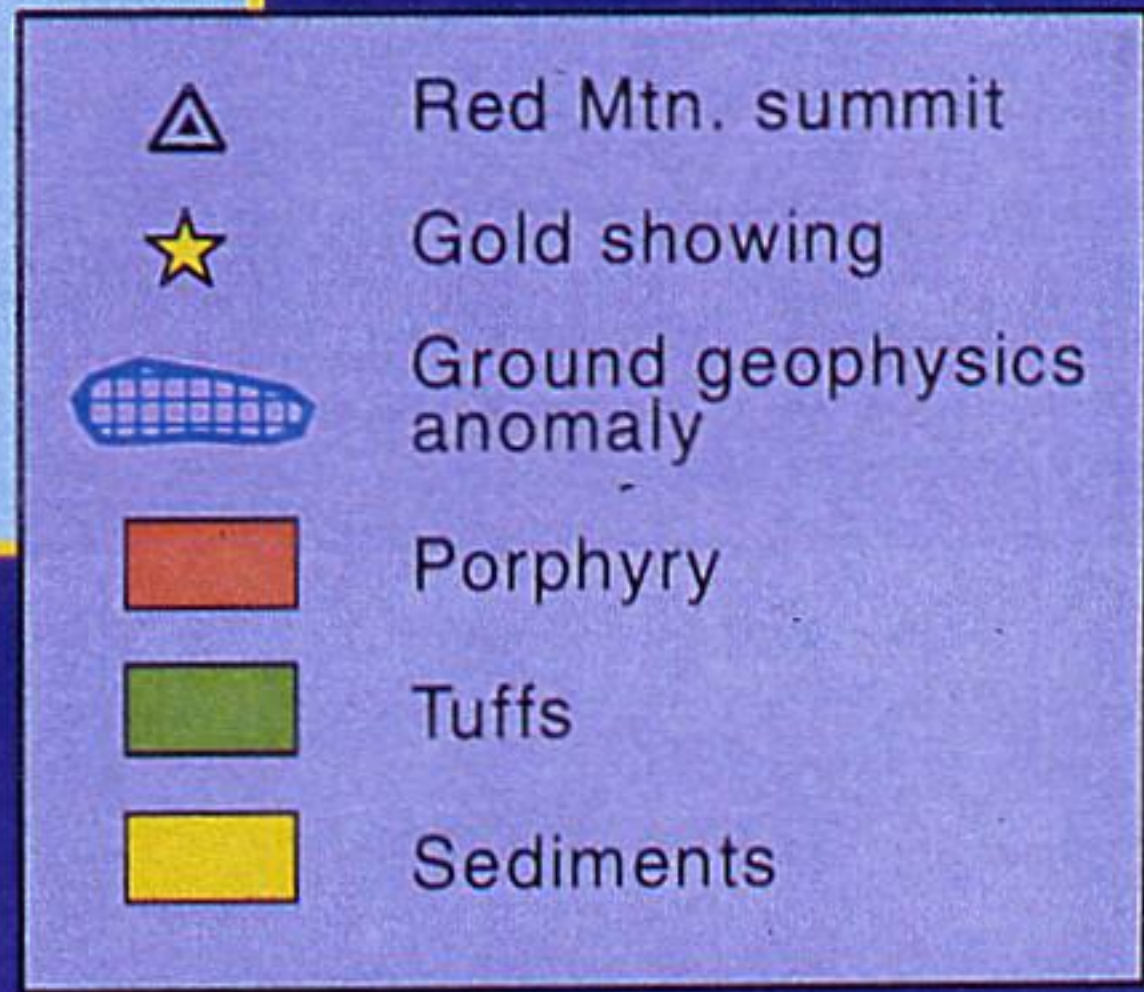 Red Mtn. summit
Gold showing
Ground geophysics
anomaly
Porphyry
Tuffs
Sediments